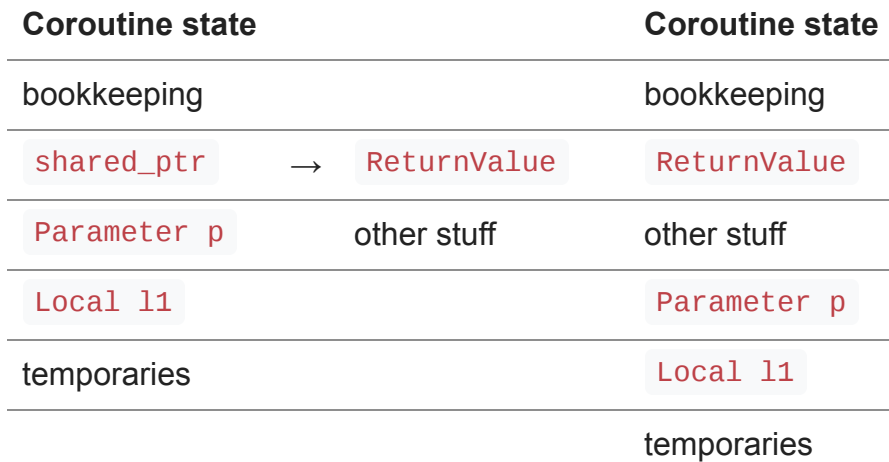 Coroutine state Coroutine state
bookkeeping bookkeeping
shared_ptr → ReturnValue ReturnValue
Parameter p other stuff other stuff
Local l1 Parameter p
temporaries Local l1
temporaries